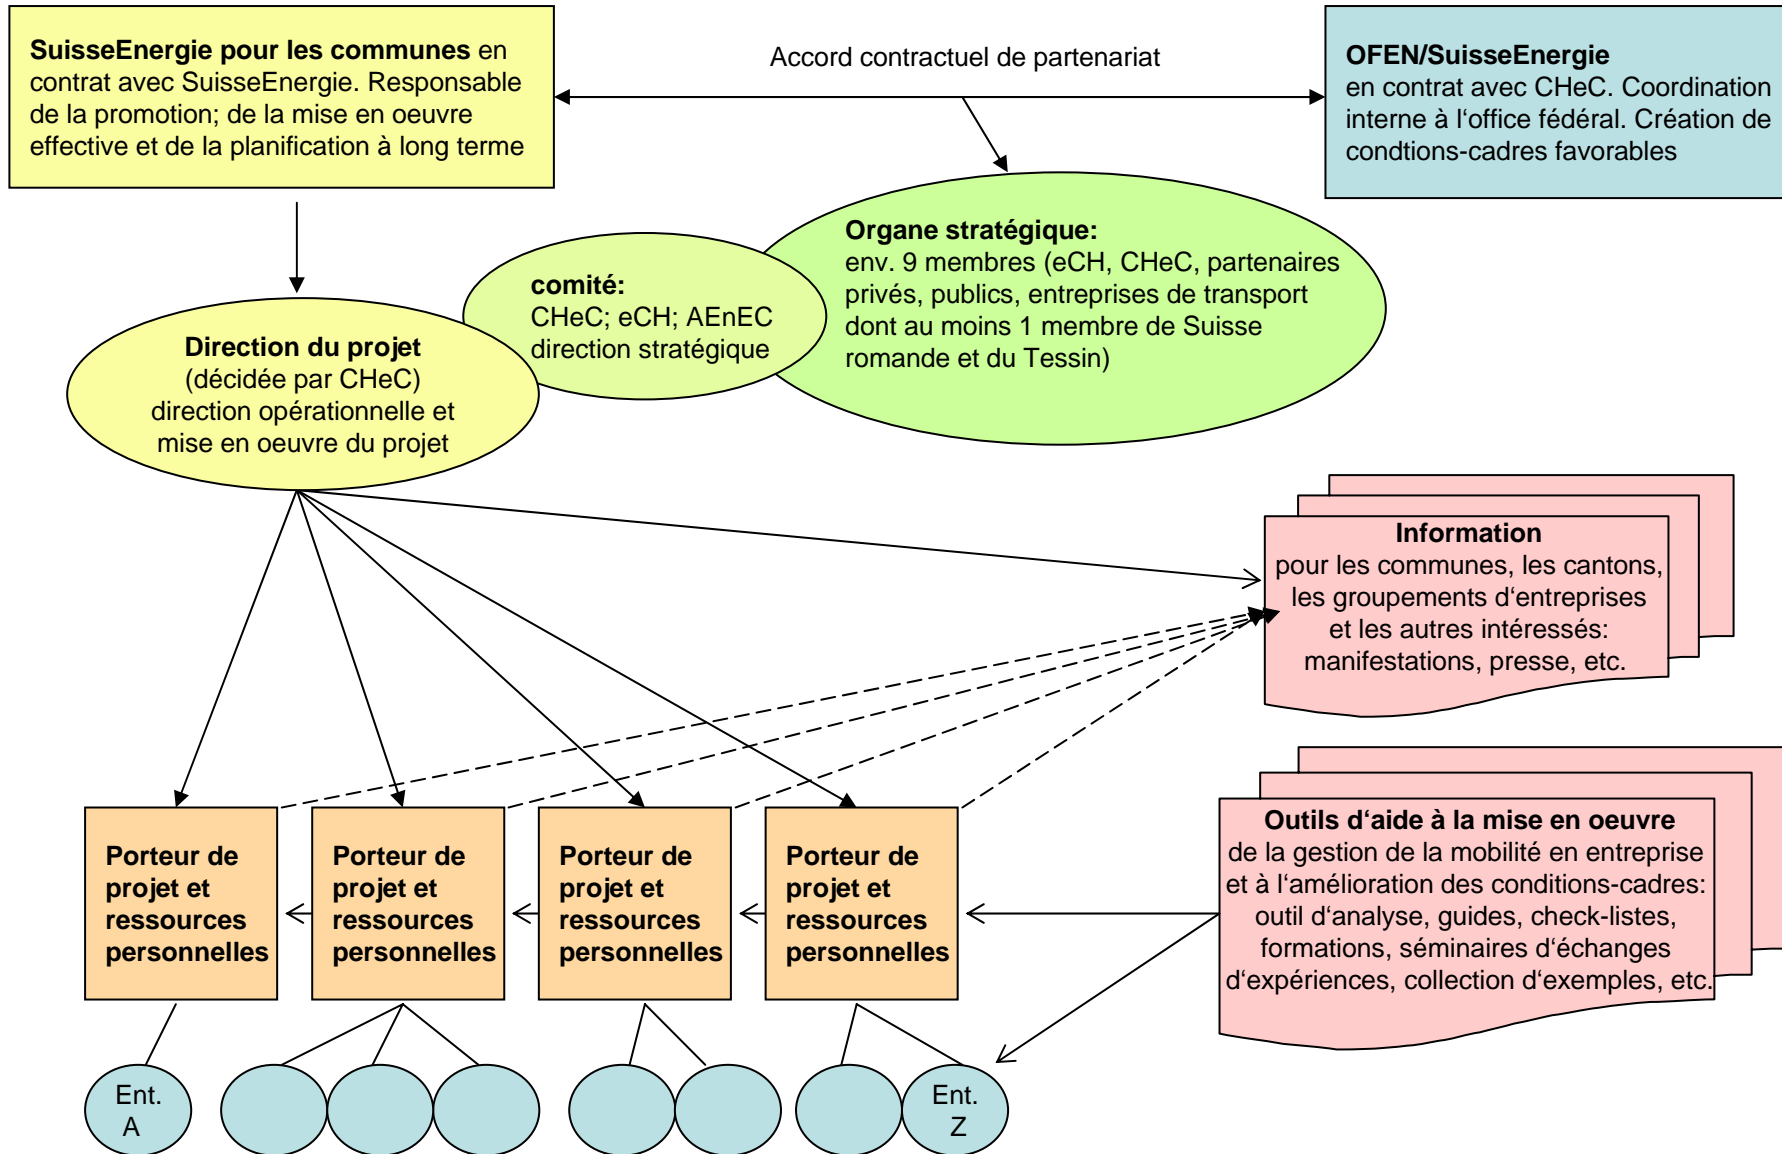 SuisseEnergie pour les communes en
contrat avec SuisseEnergie. Responsable
de la promotion; de la mise en oeuvre
effective et de la planification à long terme
Accord contractuel de partenariat
OFEN/SuisseEnergie
en contrat avec CHeC. Coordination
interne à l‘office fédéral. Création de
condtions-cadres favorables
Organe stratégique:
env. 9 membres (eCH, CHeC, partenaires
privés, publics, entreprises de transport
dont au moins 1 membre de Suisse
romande et du Tessin)
comité:
CHeC; eCH; AEnEC
direction stratégique
Direction du projet
(décidée par CHeC)
direction opérationnelle et
mise en oeuvre du projet
Information
pour les communes, les cantons,
les groupements d‘entreprises
et les autres intéressés:
manifestations, presse, etc.
Porteur de
projet et
ressources
personnelles
Porteur de
projet et
ressources
personnelles
Porteur de
projet et
ressources
personnelles
Porteur de
projet et
ressources
personnelles
Outils d‘aide à la mise en oeuvre
de la gestion de la mobilité en entreprise
et à l‘amélioration des conditions-cadres:
outil d‘analyse, guides, check-listes,
formations, séminaires d‘échanges
d‘expériences, collection d‘exemples, etc.
Ent.
A
Ent.
Z